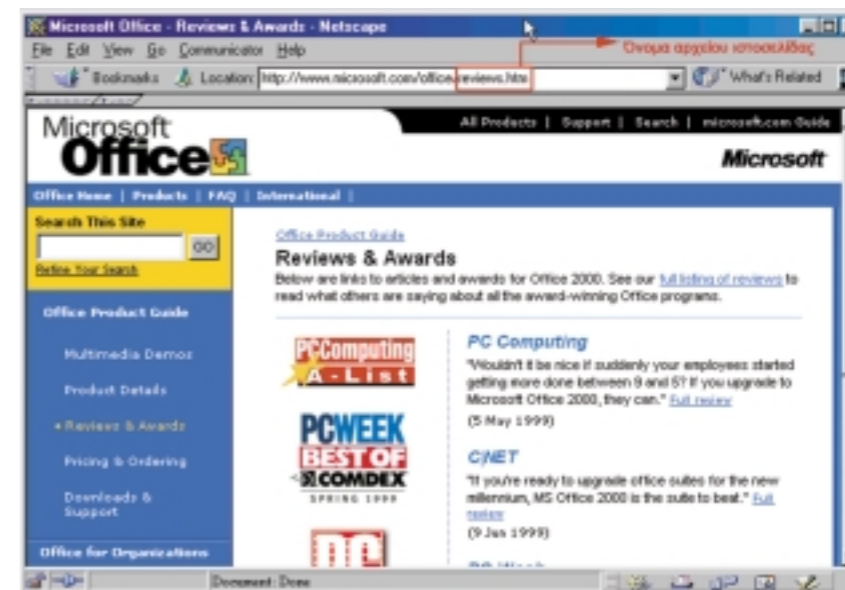 Microsoft Office - Reviews & Awards - Netscape
File Edit View Go Communicator Help
Όνομα αρχείου ιστοσελίδας
Bookmarks Location: http://www.microsoft.com/office/reviews.htm What's Related
All Products | Support | Search | microsoft.com Guide
Microsoft
Office
Microsoft
Office Home | Products | FAQ | International |
Search This Site
GO
Refine Your Search
Office Product Guide
Multimedia Demos
Product Details
Reviews & Awards
Pricing & Ordering
Downloads &
Support
Office for Organizations
Office Product Guide
Reviews & Awards
Below are links to articles and awards for Office 2000. See our full listing of reviews to
read what others are saying about all the award-winning Office programs.
PC Computing
A-List
PC Computing
"Wouldn't it be nice if suddenly your employees started
getting more done between 9 and 5? If you upgrade to
Microsoft Office 2000, they can." Full review
(5 May 1999)
PCWEEK
BEST OF
COMDEX
SPRING 1999
C|NET
"If you're ready to upgrade office suites for the new
millennium, MS Office 2000 is the suite to beat." Full
review
(9 Jun 1999)
PC
PC Week
Document: Done